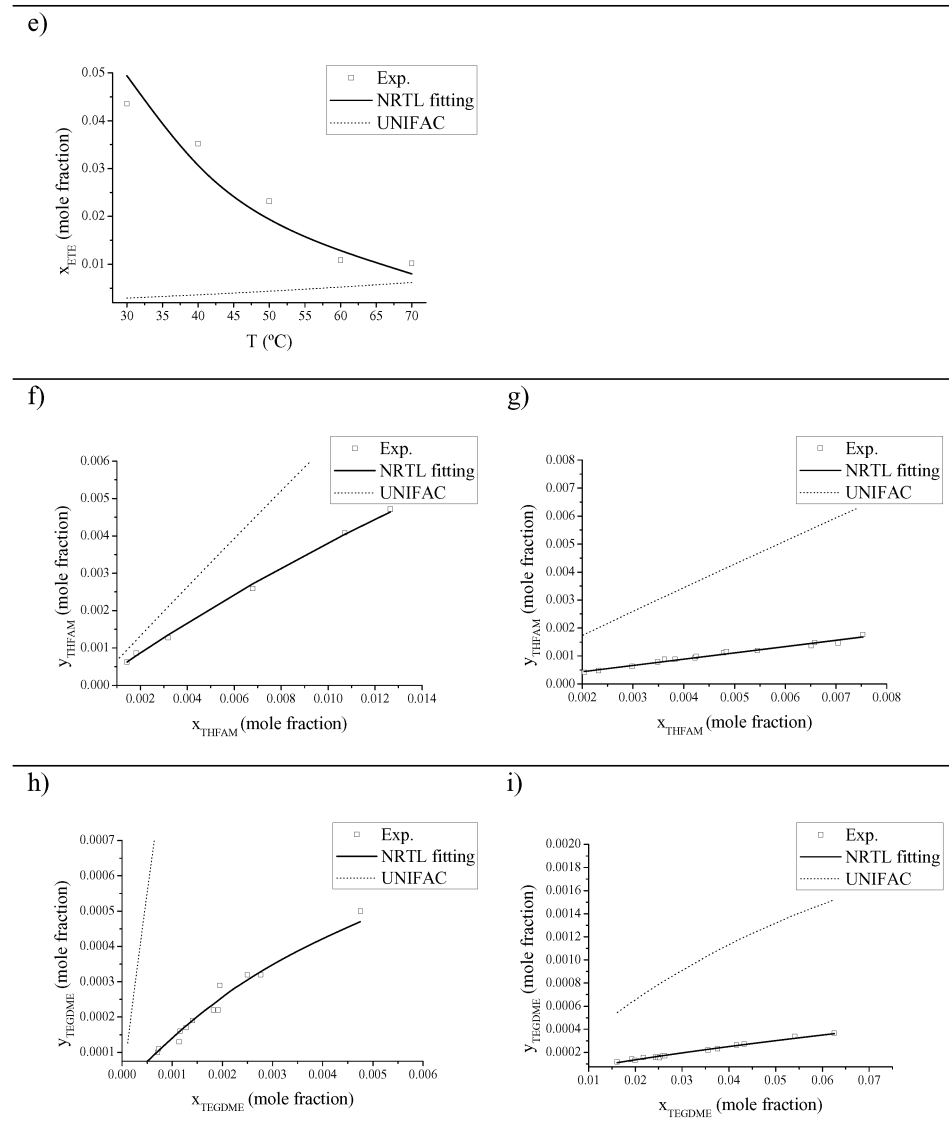 e)
Exp.
NRTL fitting
UNIFAC
0.05
0.04
0.03
0.02
0.01
x_ETE (mole fraction)
30 35 40 45 50 55 60 65 70
T (ºC)
f)
Exp.
NRTL fitting
UNIFAC
0.006
0.005
0.004
0.003
0.002
0.001
0.000
y_THFAM (mole fraction)
0.002 0.004 0.006 0.008 0.010 0.012 0.014
x_THFAM (mole fraction)
g)
Exp.
NRTL fitting
UNIFAC
0.008
0.007
0.006
0.005
0.004
0.003
0.002
0.001
0.000
y_THFAM (mole fraction)
0.002 0.003 0.004 0.005 0.006 0.007 0.008
x_THFAM (mole fraction)
h)
Exp.
NRTL fitting
UNIFAC
0.0007
0.0006
0.0005
0.0004
0.0003
0.0002
0.0001
y_TEGDME (mole fraction)
0.000 0.001 0.002 0.003 0.004 0.005 0.006
x_TEGDME (mole fraction)
i)
Exp.
NRTL fitting
UNIFAC
0.0020
0.0018
0.0016
0.0014
0.0012
0.0010
0.0008
0.0006
0.0004
0.0002
y_TEGDME (mole fraction)
0.01 0.02 0.03 0.04 0.05 0.06 0.07
x_TEGDME (mole fraction)